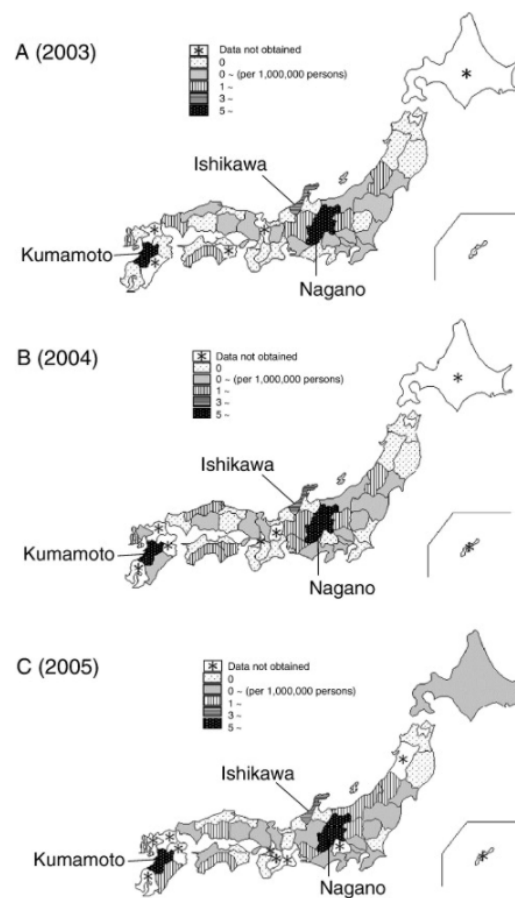 A (2003)
* Data not obtained
0
0 ~ (per 1,000,000 persons)
1 ~
3 ~
5 ~
*
Ishikawa
*
*
*
Kumamoto
*
Nagano
B (2004)
* Data not obtained
0
0 ~ (per 1,000,000 persons)
1 ~
3 ~
5 ~
*
Ishikawa
*
*
*
*
Kumamoto
*
*
Nagano
C (2005)
* Data not obtained
0
0 ~ (per 1,000,000 persons)
1 ~
3 ~
5 ~
*
Ishikawa
*
*
*
*
*
*
*
Kumamoto
*
Nagano